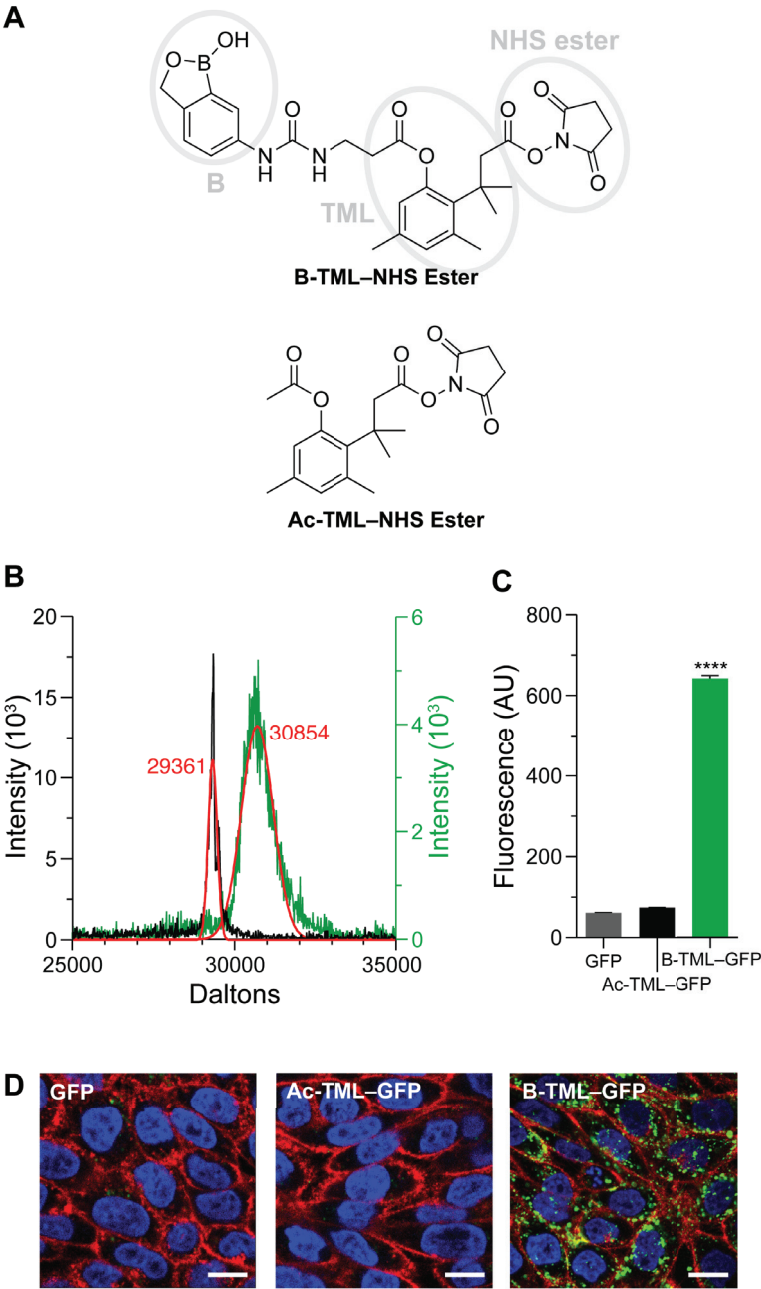 A
OH
O
B
NHS ester
O
O
O
O
N
N
H
N
H
O
O
O
B
TML
B-TML–NHS Ester
O
O
O
O
O
N
O
Ac-TML–NHS Ester
B
C
20
15
10
5
0
Intensity (10³)
29361
30854
6
4
2
0
Intensity (10³)
25000
30000
35000
Daltons
800
600
400
200
0
Fluorescence (AU)
****
GFP
B-TML–GFP
Ac-TML–GFP
D
GFP
Ac-TML–GFP
B-TML–GFP